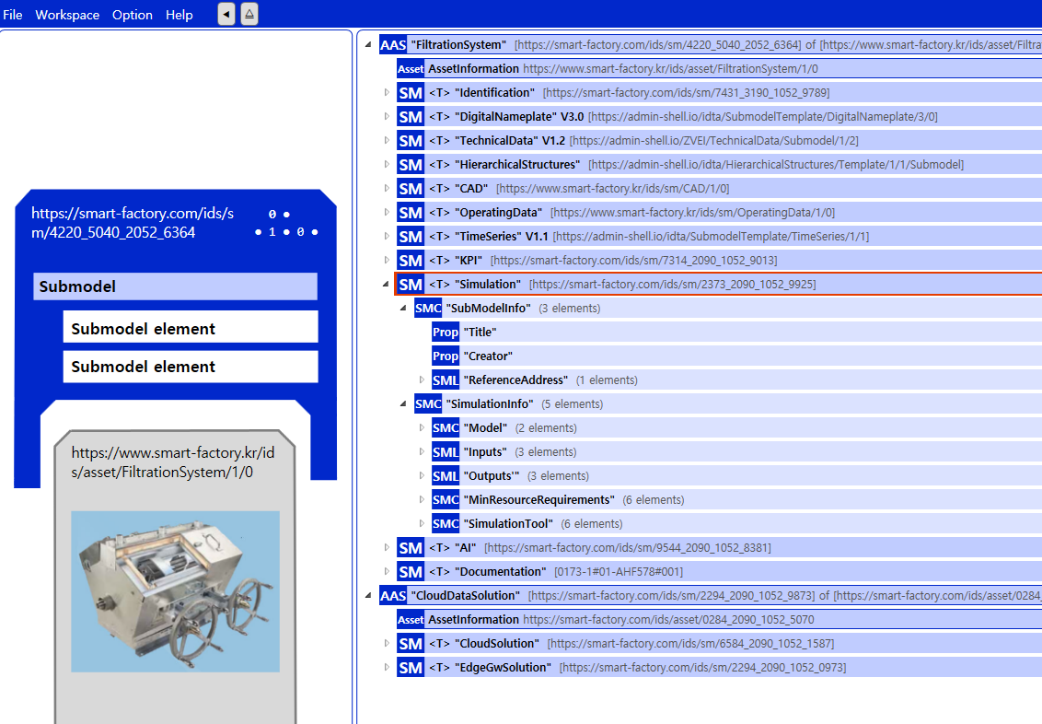 File Workspace Option Help
https://smart-factory.com/ids/s
m/4220_5040_2052_6364
0
1 0
Submodel
Submodel element
Submodel element
https://www.smart-factory.kr/id
s/asset/FiltrationSystem/1/0
AAS "FiltrationSystem" [https://smart-factory.com/ids/sm/4220_5040_2052_6364] of [https://www.smart-factory.kr/ids/asset/Filtra
Asset AssetInformation https://www.smart-factory.kr/ids/asset/FiltrationSystem/1/0
SM <T> "Identification" [https://smart-factory.com/ids/sm/7431_3190_1052_9789]
SM <T> "DigitalNameplate" V3.0 [https://admin-shell.io/idta/SubmodelTemplate/DigitalNameplate/3/0]
SM <T> "TechnicalData" V1.2 [https://admin-shell.io/ZVEI/TechnicalData/Submodel/1/2]
SM <T> "HierarchicalStructures" [https://admin-shell.io/idta/HierarchicalStructures/Template/1/1/Submodel]
SM <T> "CAD" [https://www.smart-factory.kr/ids/sm/CAD/1/0]
SM <T> "OperatingData" [https://www.smart-factory.kr/ids/sm/OperatingData/1/0]
SM <T> "TimeSeries" V1.1 [https://admin-shell.io/idta/SubmodelTemplate/TimeSeries/1/1]
SM <T> "KPI" [https://smart-factory.com/ids/sm/7314_2090_1052_9013]
SM <T> "Simulation" [https://smart-factory.com/ids/sm/2373_2090_1052_9925]
SMC "SubModelInfo" (3 elements)
Prop "Title"
Prop "Creator"
SML "ReferenceAddress" (1 elements)
SMC "SimulationInfo" (5 elements)
SMC "Model" (2 elements)
SML "Inputs" (3 elements)
SML "Outputs'" (3 elements)
SMC "MinResourceRequirements" (6 elements)
SMC "SimulationTool" (6 elements)
SM <T> "AI" [https://smart-factory.com/ids/sm/9544_2090_1052_8381]
SM <T> "Documentation" [0173-1#01-AHF578#001]
AAS "CloudDataSolution" [https://smart-factory.com/ids/sm/2294_2090_1052_9873] of [https://smart-factory.com/ids/asset/0284_
Asset AssetInformation https://smart-factory.com/ids/asset/0284_2090_1052_5070
SM <T> "CloudSolution" [https://smart-factory.com/ids/sm/6584_2090_1052_1587]
SM <T> "EdgeGwSolution" [https://smart-factory.com/ids/sm/2294_2090_1052_0973]